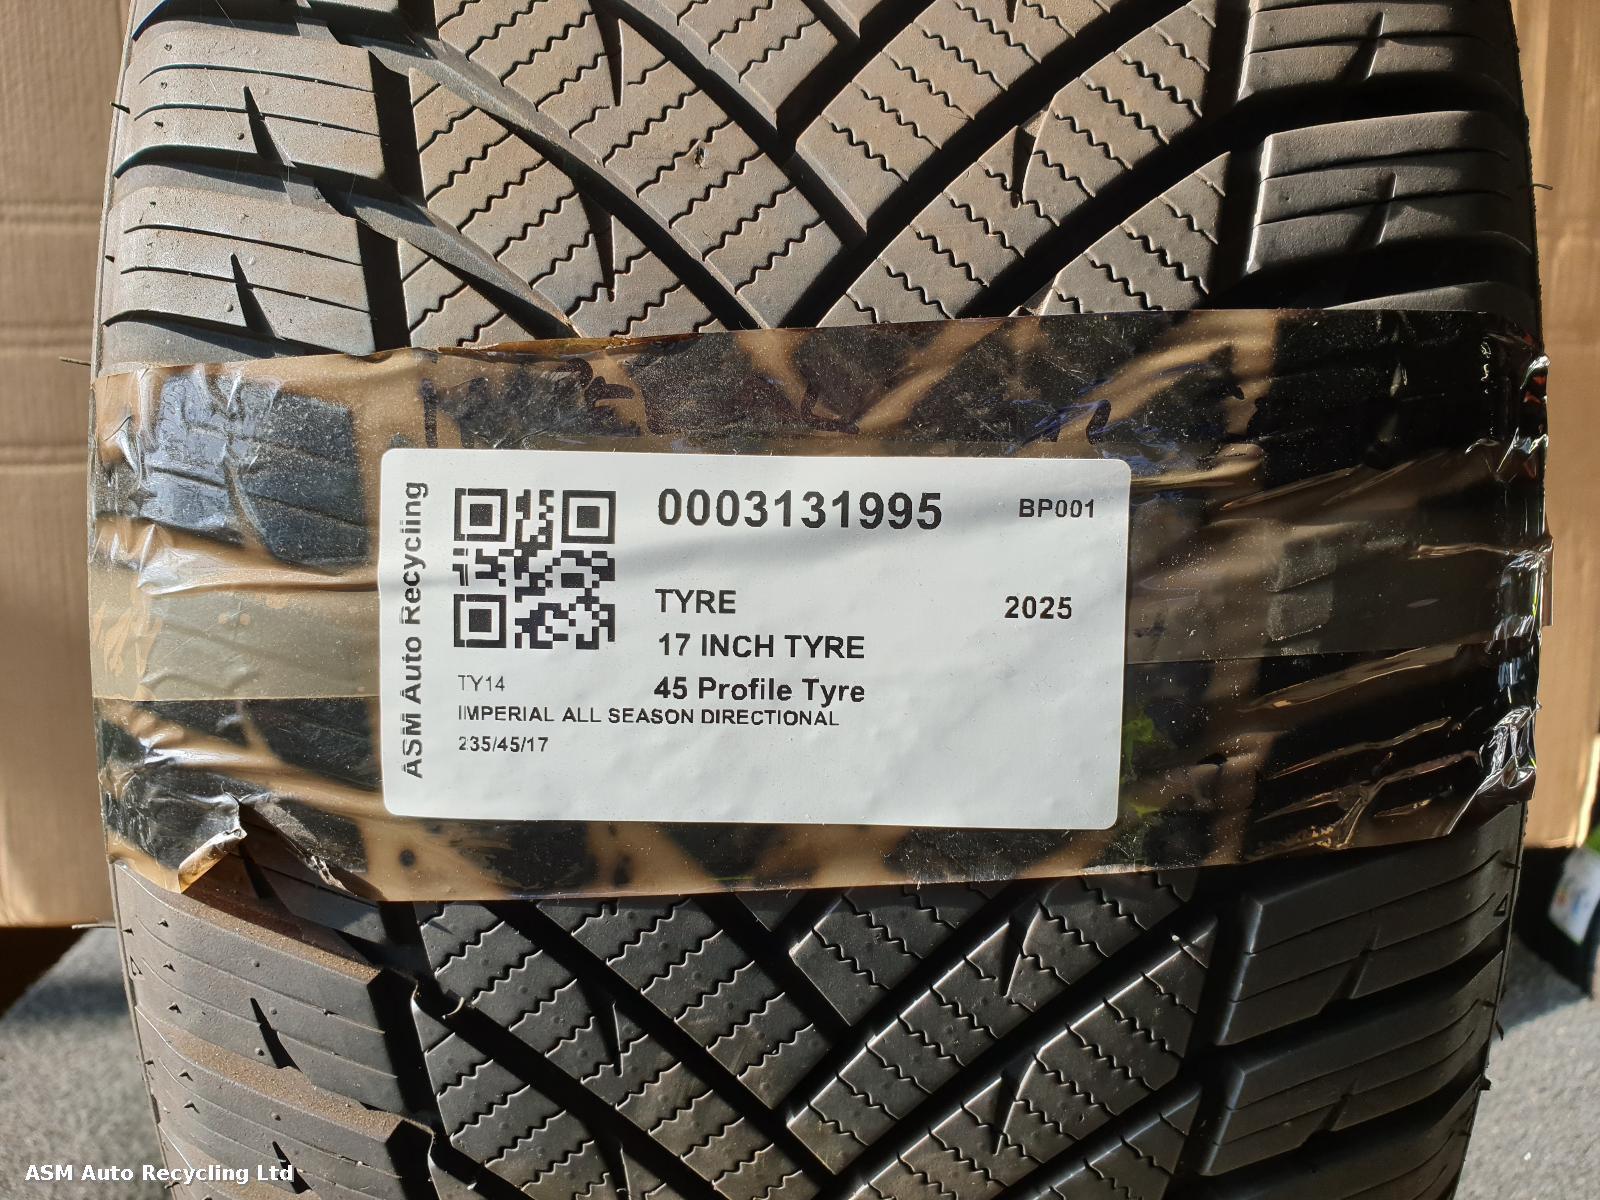 ASM Auto Recycling
0003131995
BP001
TYRE
2025
17 INCH TYRE
TY14
45 Profile Tyre
IMPERIAL ALL SEASON DIRECTIONAL
235/45/17
ASM Auto Recycling Ltd